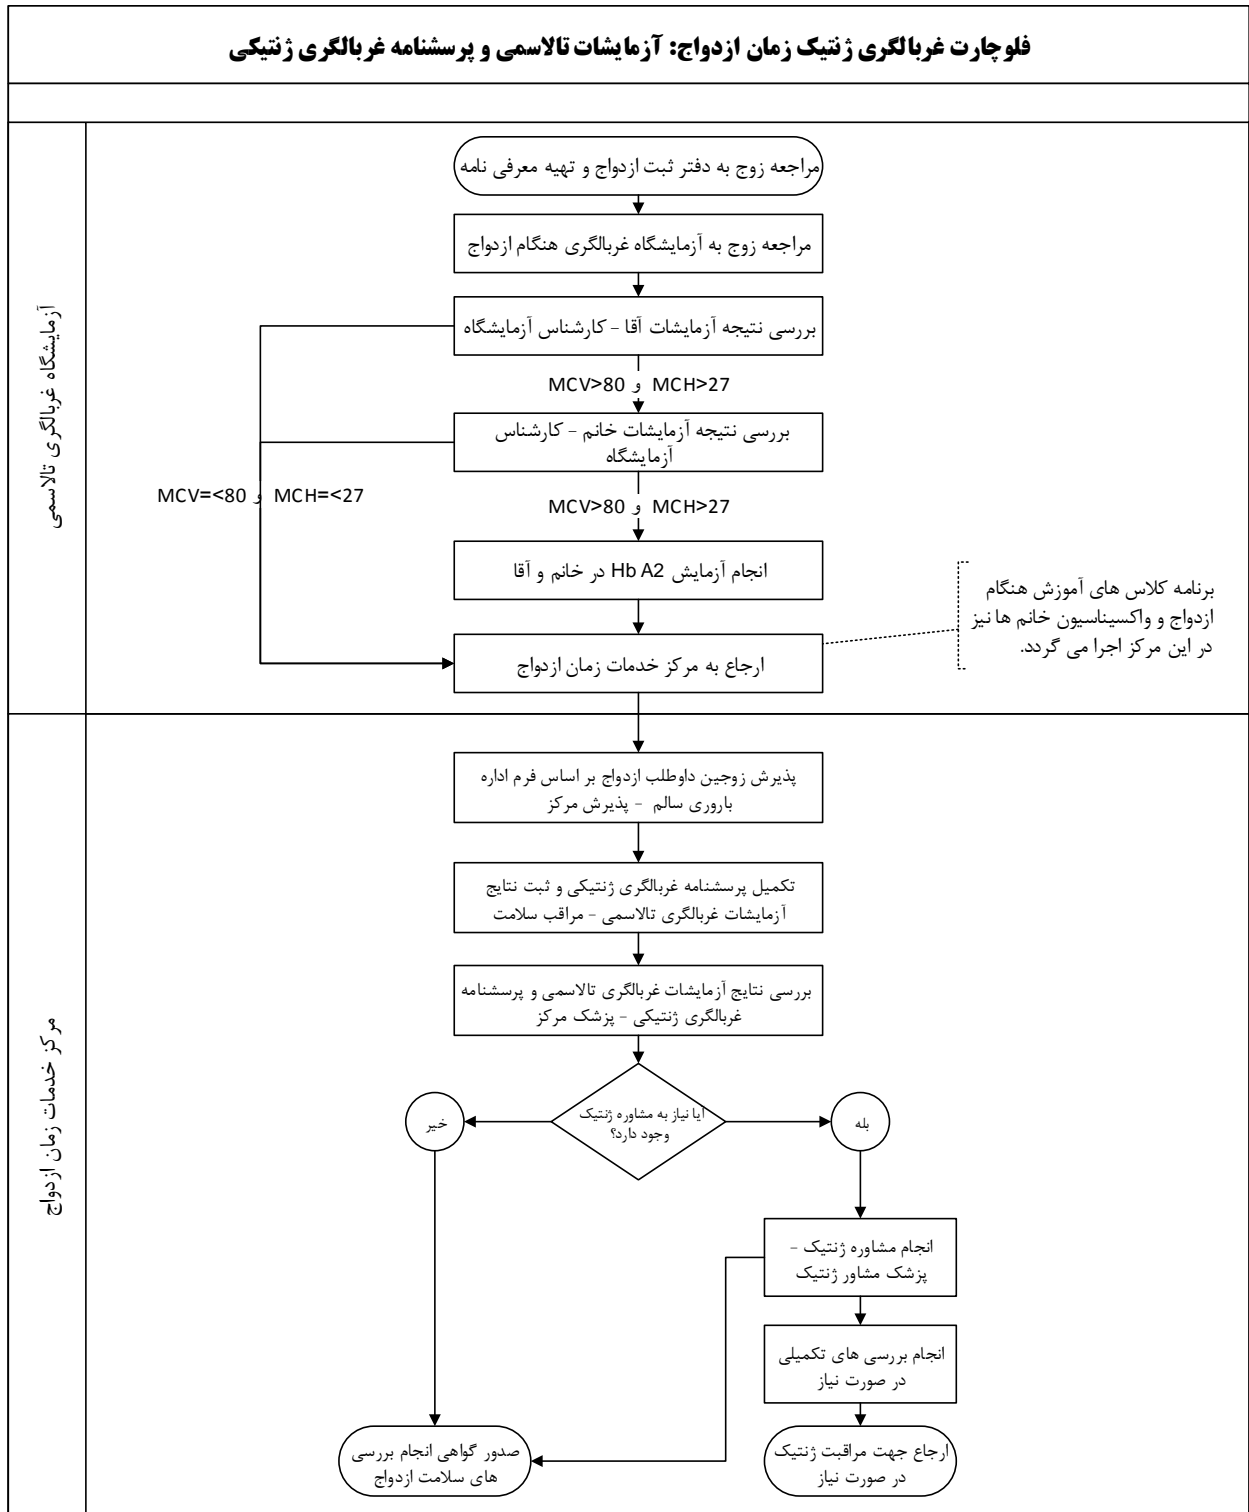 فلوچارت غربالگری ژنتیک زمان ازدواج: آزمایشات تالاسمی و پرسشنامه غربالگری ژنتیکی
آزمایشگاه غربالگری تالاسمی
مراجعه زوج به دفتر ثبت ازدواج و تهیه معرفی نامه
مراجعه زوج به آزمایشگاه غربالگری هنگام ازدواج
بررسی نتیجه آزمایشات آقا - کارشناس آزمایشگاه
MCV>80 و MCH>27
بررسی نتیجه آزمایشات خانم - کارشناس
آزمایشگاه
MCV=<80 و MCH=<27
MCV>80 و MCH>27
انجام آزمایش Hb A2 در خانم و آقا
برنامه کلاس های آموزش هنگام
ازدواج و واکسیناسیون خانم ها نیز
در این مرکز اجرا می گردد.
ارجاع به مرکز خدمات زمان ازدواج
مرکز خدمات زمان ازدواج
پذیرش زوجین داوطلب ازدواج بر اساس فرم اداره
باروری سالم - پذیرش مرکز
تکمیل پرسشنامه غربالگری ژنتیکی و ثبت نتایج
آزمایشات غربالگری تالاسمی - مراقب سلامت
بررسی نتایج آزمایشات غربالگری تالاسمی و پرسشنامه
غربالگری ژنتیکی - پزشک مرکز
آیا نیاز به مشاوره ژنتیک
وجود دارد؟
بله
خیر
انجام مشاوره ژنتیک -
پزشک مشاور ژنتیک
انجام بررسی های تکمیلی
در صورت نیاز
ارجاع جهت مراقبت ژنتیک
در صورت نیاز
صدور گواهی انجام بررسی
های سلامت ازدواج